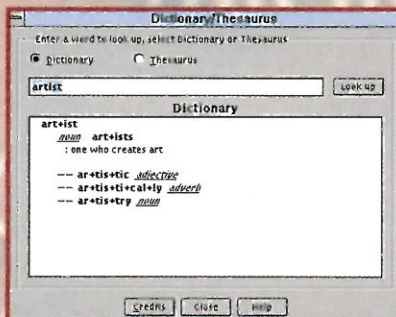 Dictionary/Thesaurus
Enter a word to look up, select Dictionary or Thesaurus
Dictionary Thesaurus
artist Look up
Dictionary
art+ist
noun art+ists
: one who creates art
–– ar+tis+tic adjective
–– ar+tis+ti+cal+ly adverb
–– ar+tis+try noun
Credits Close Help